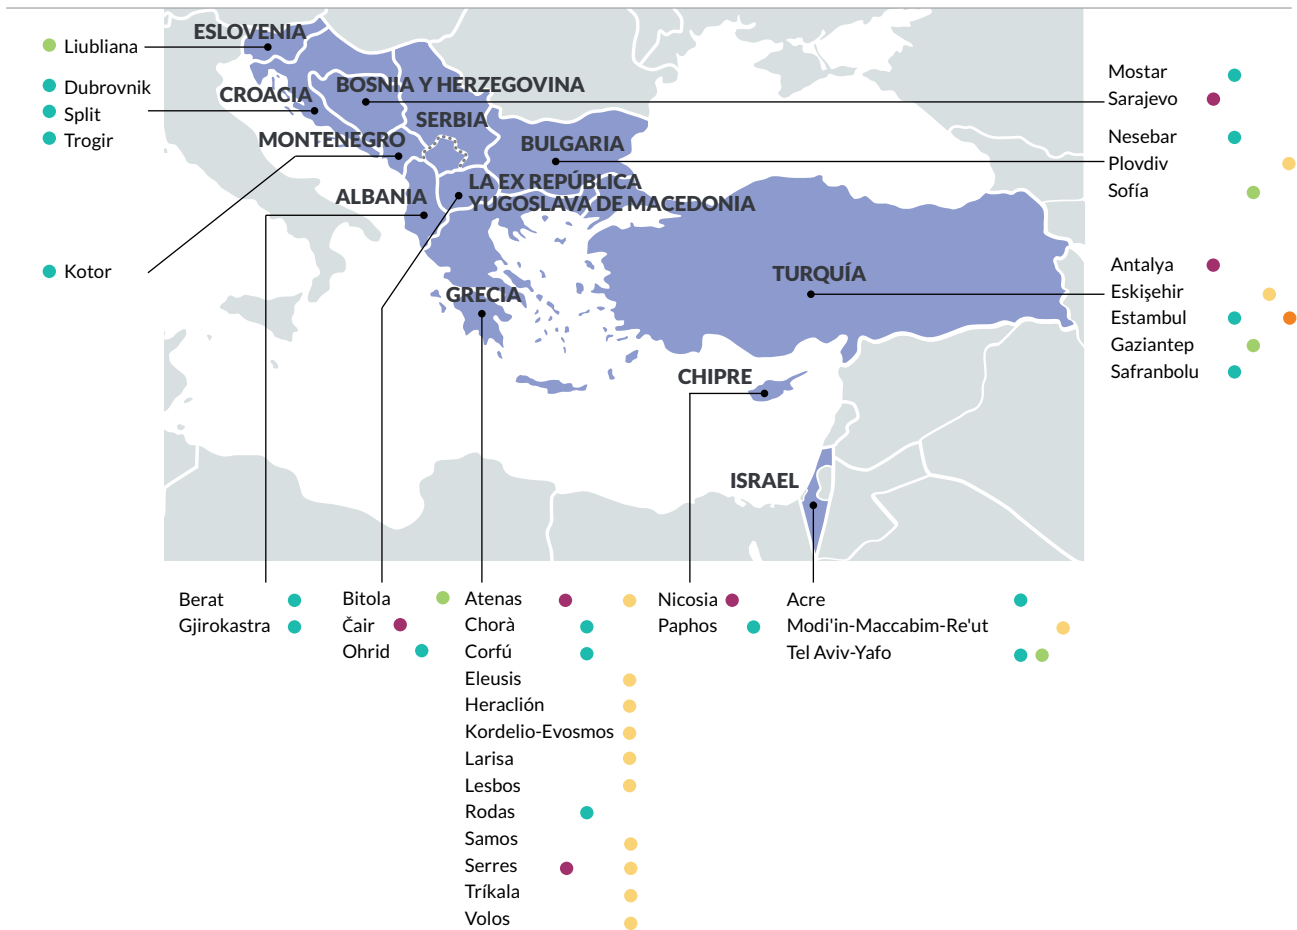 ESLOVENIA
Liubliana
Dubrovnik
Split
Trogir
CROACIA
BOSNIA Y HERZEGOVINA
SERBIA
MONTENEGRO
BULGARIA
ALBANIA
LA EX REPÚBLICA
YUGOSLAVA DE MACEDONIA
Kotor
GRECIA
TURQUÍA
CHIPRE
ISRAEL
Mostar
Sarajevo
Nesebar
Plovdiv
Sofía
Antalya
Eskişehir
Estambul
Gaziantep
Safranbolu
Berat
Gjirokastra
Bitola
Čair
Ohrid
Atenas
Chorà
Corfú
Eleusis
Heraclión
Kordelio-Evosmos
Larisa
Lesbos
Rodas
Samos
Serres
Tríkala
Volos
Nicosia
Paphos
Acre
Modi'in-Maccabim-Re'ut
Tel Aviv-Yafo